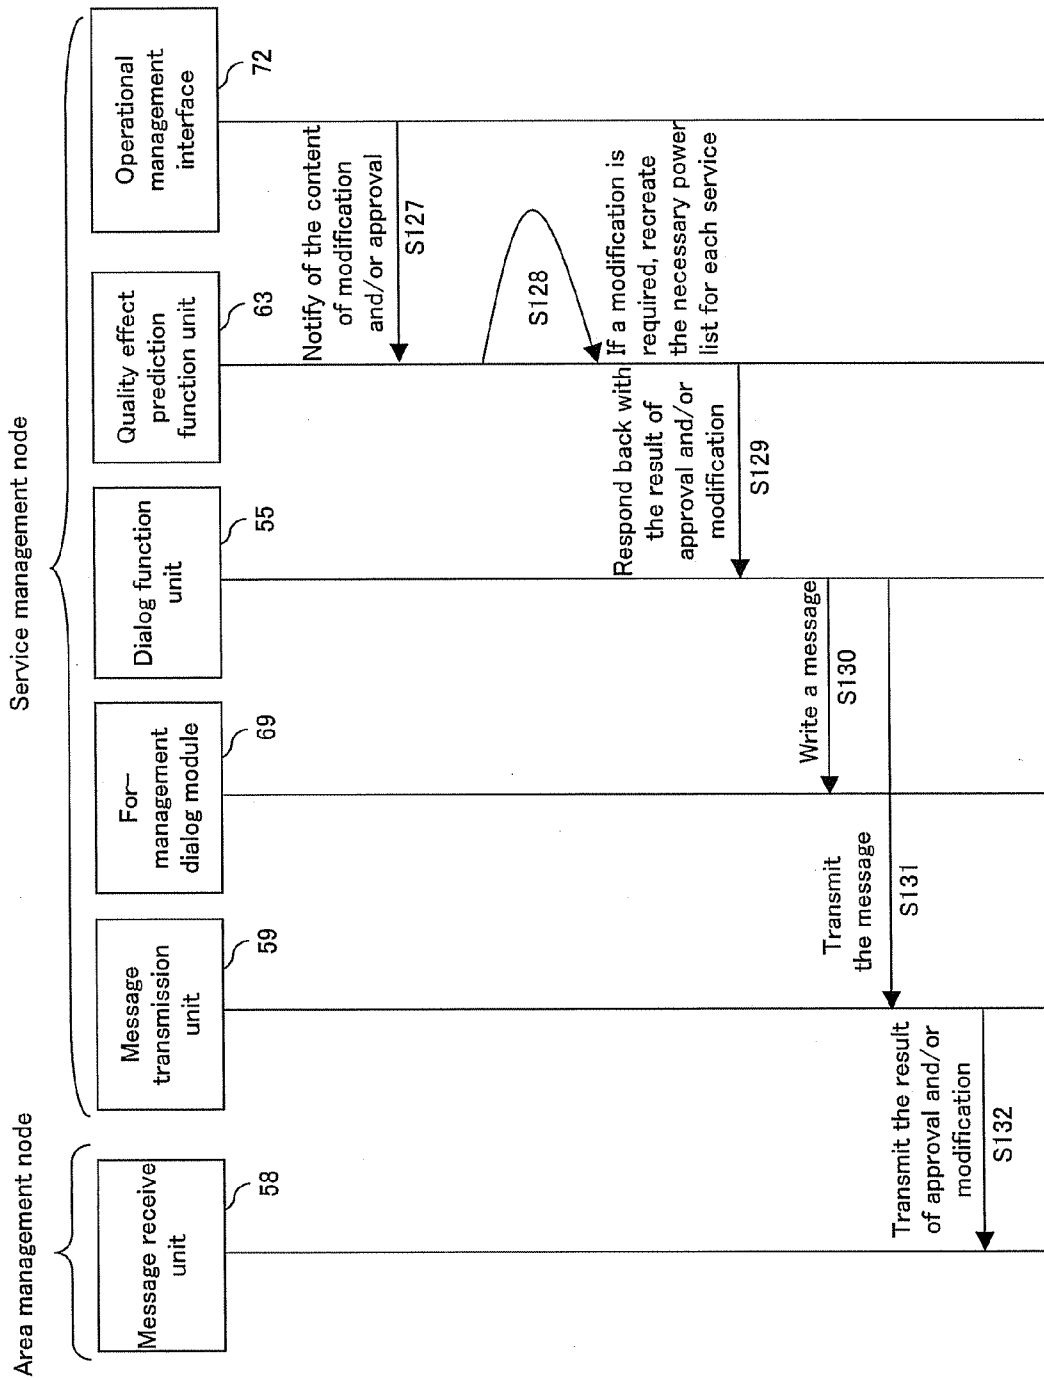 Area management node
Service management node
Message receive
unit
58
Message
transmission
unit
59
For–
management
dialog module
69
Dialog function
unit
55
Quality effect
prediction
function unit
63
Operational
management
interface
72
Notify of the content
of modification
and/or approval
S127
S128
If a modification is
required, recreate
the necessary power
list for each service
Respond back with
the result of
approval and/or
modification
S129
Write a message
S130
Transmit
the message
S131
Transmit the result
of approval and/or
modification
S132